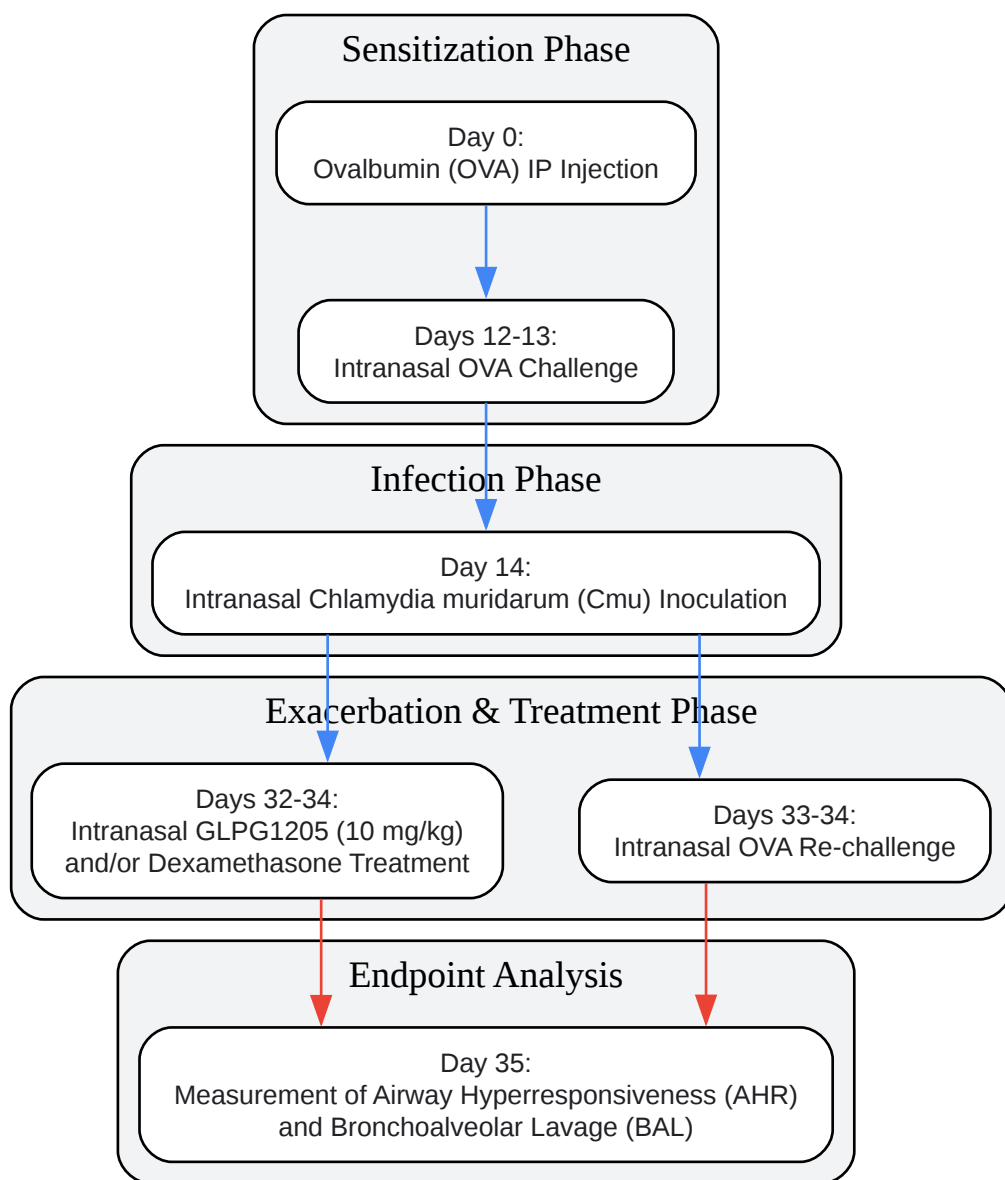 Sensitization Phase
Day 0:
Ovalbumin (OVA) IP Injection
Days 12-13:
Intranasal OVA Challenge
Infection Phase
Day 14:
Intranasal Chlamydia muridarum (Cmu) Inoculation
Exacerbation & Treatment Phase
Days 32-34:
Intranasal GLPG1205 (10 mg/kg)
and/or Dexamethasone Treatment
Days 33-34:
Intranasal OVA Re-challenge
Endpoint Analysis
Day 35:
Measurement of Airway Hyperresponsiveness (AHR)
and Bronchoalveolar Lavage (BAL)